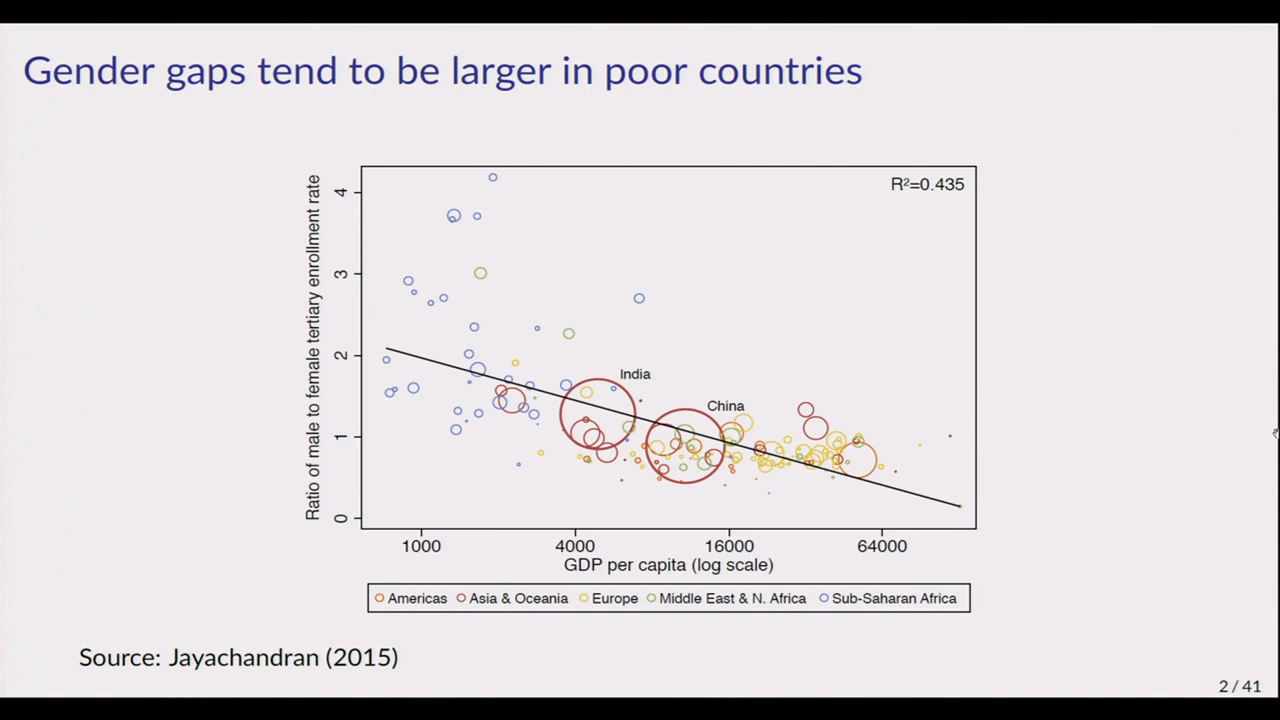 Gender gaps tend to be larger in poor countries
R²=0.435
Ratio of male to female tertiary enrollment rate
4
3
2
1
0
India
China
1000 4000 16000 64000
GDP per capita (log scale)
Americas Asia & Oceania Europe Middle East & N. Africa Sub-Saharan Africa
Source: Jayachandran (2015)
2 / 41